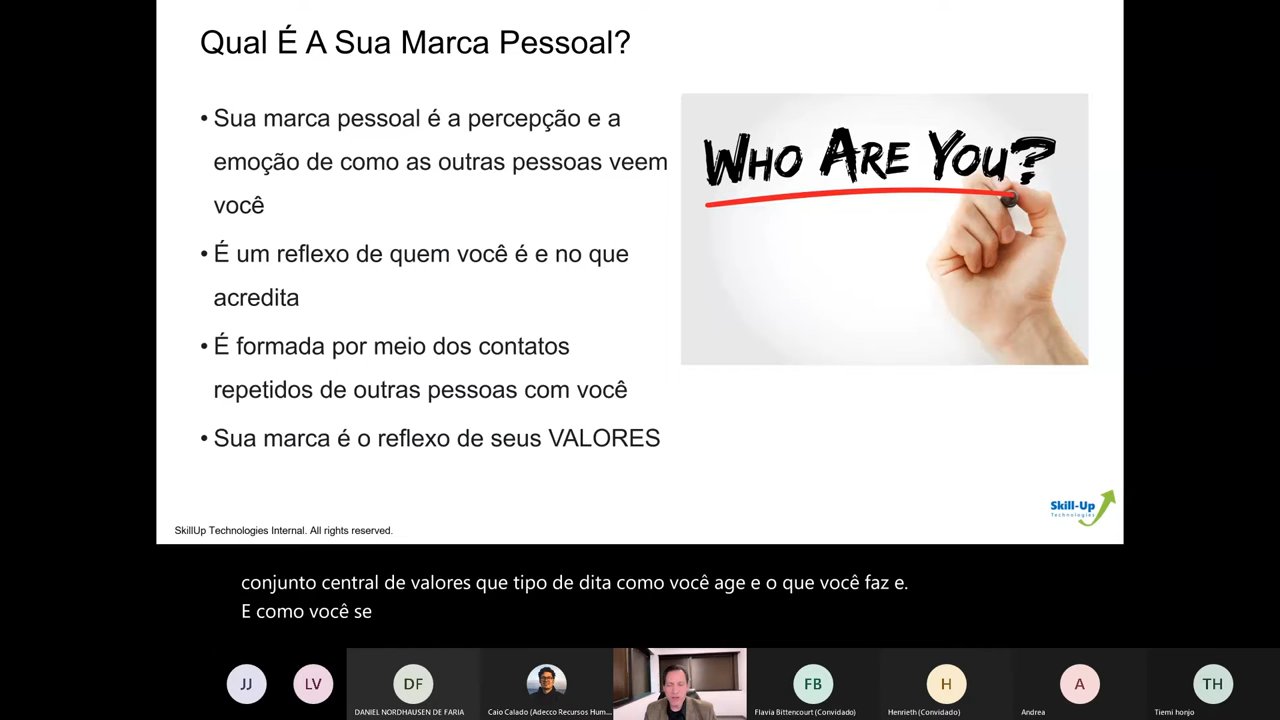 Qual É A Sua Marca Pessoal?
• Sua marca pessoal é a percepção e a
emoção de como as outras pessoas veem
você
• É um reflexo de quem você é e no que
acredita
• É formada por meio dos contatos
repetidos de outras pessoas com você
• Sua marca é o reflexo de seus VALORES
WHO ARE YOU?
Skill-Up
Technologies
SkillUp Technologies Internal. All rights reserved.
conjunto central de valores que tipo de dita como você age e o que você faz e.
E como você se
JJ
LV
DF
FB
H
A
TH
DANIEL NORDHAUSEN DE FARIA
Caio Calado (Adecco Recursos Hum...
Flavia Bittencourt (Convidado)
Henrieth (Convidado)
Andrea
Tiemi honjo